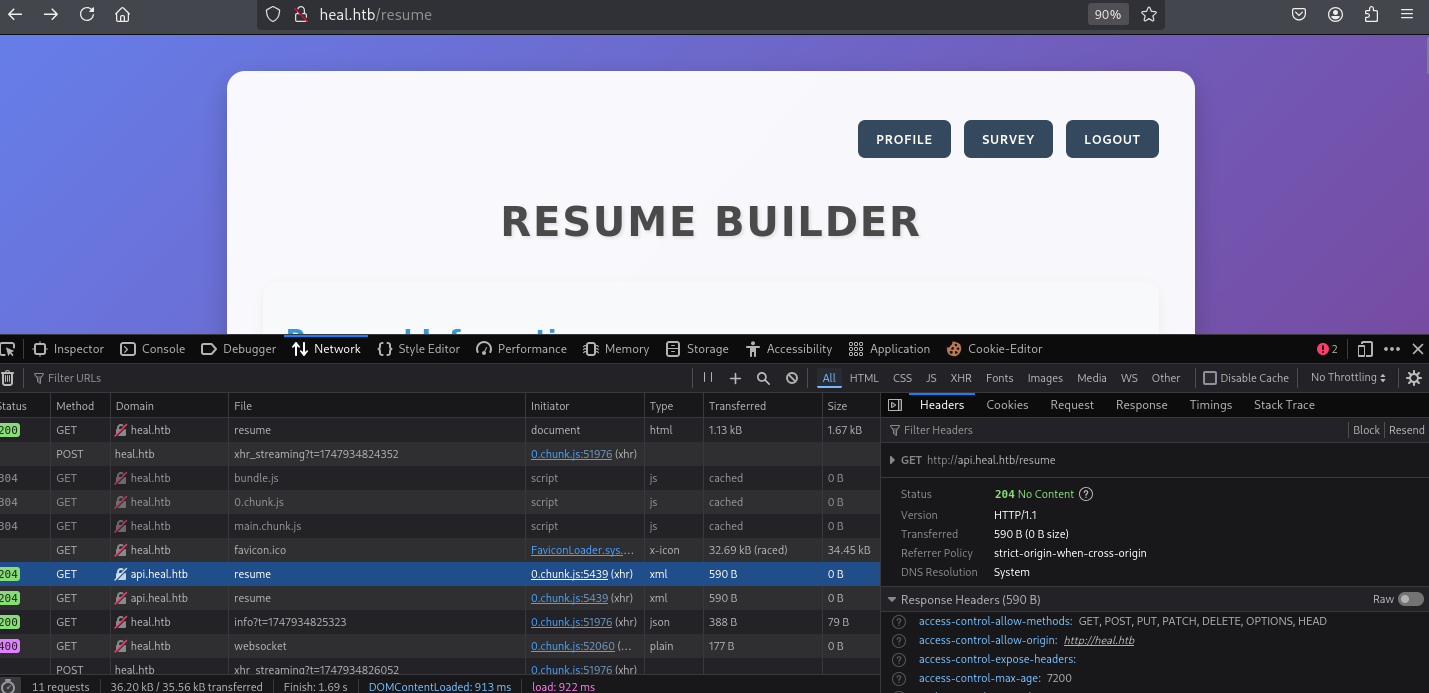 heal.htb/resume
90%
PROFILE SURVEY LOGOUT
RESUME BUILDER
Personal Information
Inspector Console Debugger Network Style Editor Performance Memory Storage Accessibility Application Cookie-Editor 2
Filter URLs All HTML CSS JS XHR Fonts Images Media WS Other Disable Cache No Throttling
Status Method Domain File Initiator Type Transferred Size
200 GET heal.htb resume document html 1.13 kB 1.67 kB
POST heal.htb xhr_streaming?t=1747934824352 0.chunk.js:51976 (xhr)
304 GET heal.htb bundle.js script js cached 0 B
304 GET heal.htb 0.chunk.js script js cached 0 B
304 GET heal.htb main.chunk.js script js cached 0 B
GET heal.htb favicon.ico FaviconLoader.sys.… x-icon 32.69 kB (raced) 34.45 kB
204 GET api.heal.htb resume 0.chunk.js:5439 (xhr) xml 590 B 0 B
204 GET api.heal.htb resume 0.chunk.js:5439 (xhr) xml 590 B 0 B
200 GET heal.htb info?t=1747934825323 0.chunk.js:51976 (xhr) json 388 B 79 B
400 GET heal.htb websocket 0.chunk.js:52060 (… plain 177 B 0 B
POST heal.htb xhr_streaming?t=1747934826052 0.chunk.js:51976 (xhr)
11 requests 36.20 kB / 35.56 kB transferred Finish: 1.69 s DOMContentLoaded: 913 ms load: 922 ms
Headers Cookies Request Response Timings Stack Trace
Filter Headers Block Resend
GET http://api.heal.htb/resume
Status 204 No Content ?
Version HTTP/1.1
Transferred 590 B (0 B size)
Referrer Policy strict-origin-when-cross-origin
DNS Resolution System
Response Headers (590 B) Raw
? access-control-allow-methods: GET, POST, PUT, PATCH, DELETE, OPTIONS, HEAD
? access-control-allow-origin: http://heal.htb
? access-control-expose-headers:
? access-control-max-age: 7200